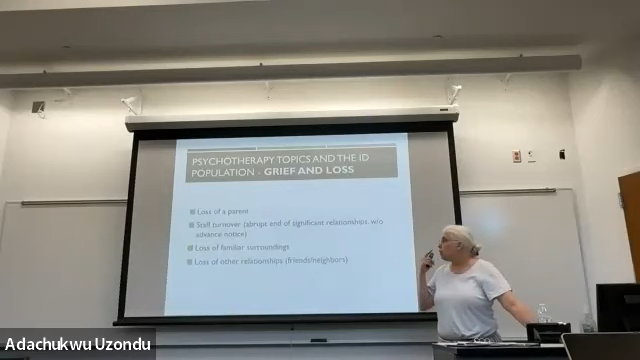 PSYCHOTHERAPY TOPICS AND THE ID
POPULATION - GRIEF AND LOSS
Loss of a parent
Staff turnover (abrupt end of significant relationships w/o
advance notice)
Loss of familiar surroundings
Loss of other relationships (friends/neighbors)
Adachukwu Uzondu